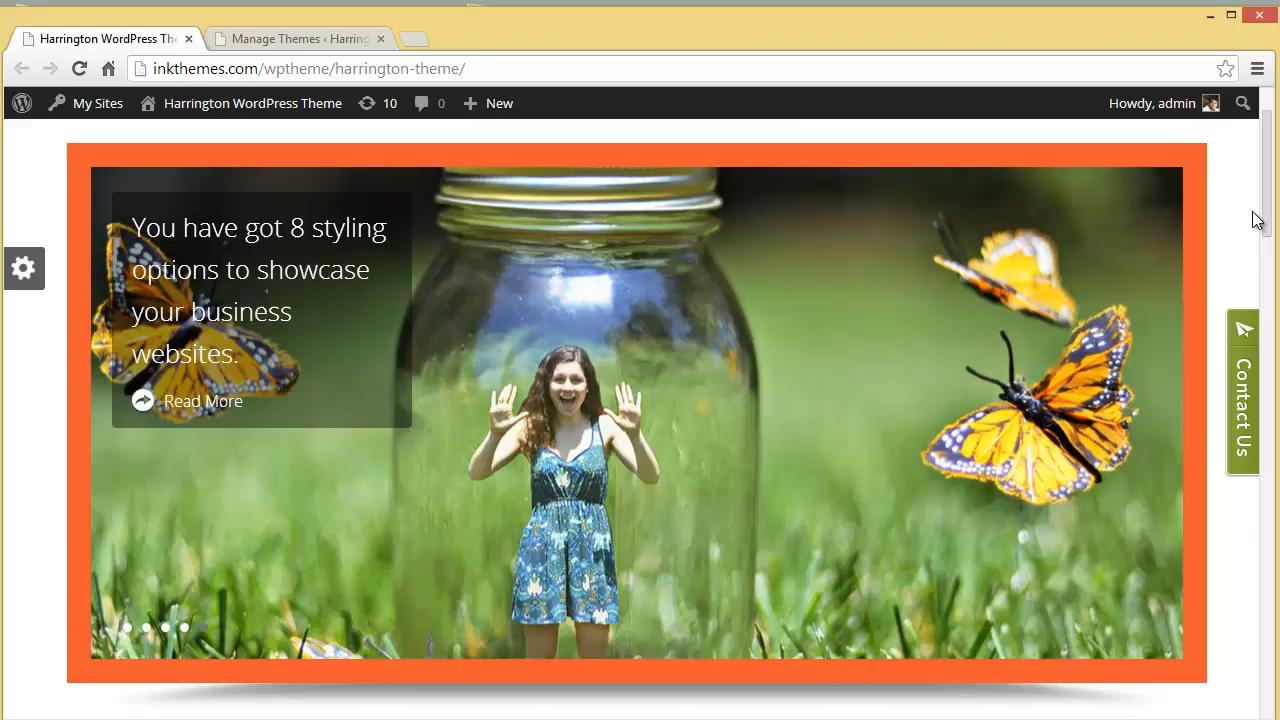 Harrington WordPress Th
Manage Themes ‹ Harring
inkthemes.com/wptheme/harrington-theme/
My Sites
Harrington WordPress Theme
10
0
New
Howdy, admin
You have got 8 styling
options to showcase
your business
websites.
Read More
Contact Us